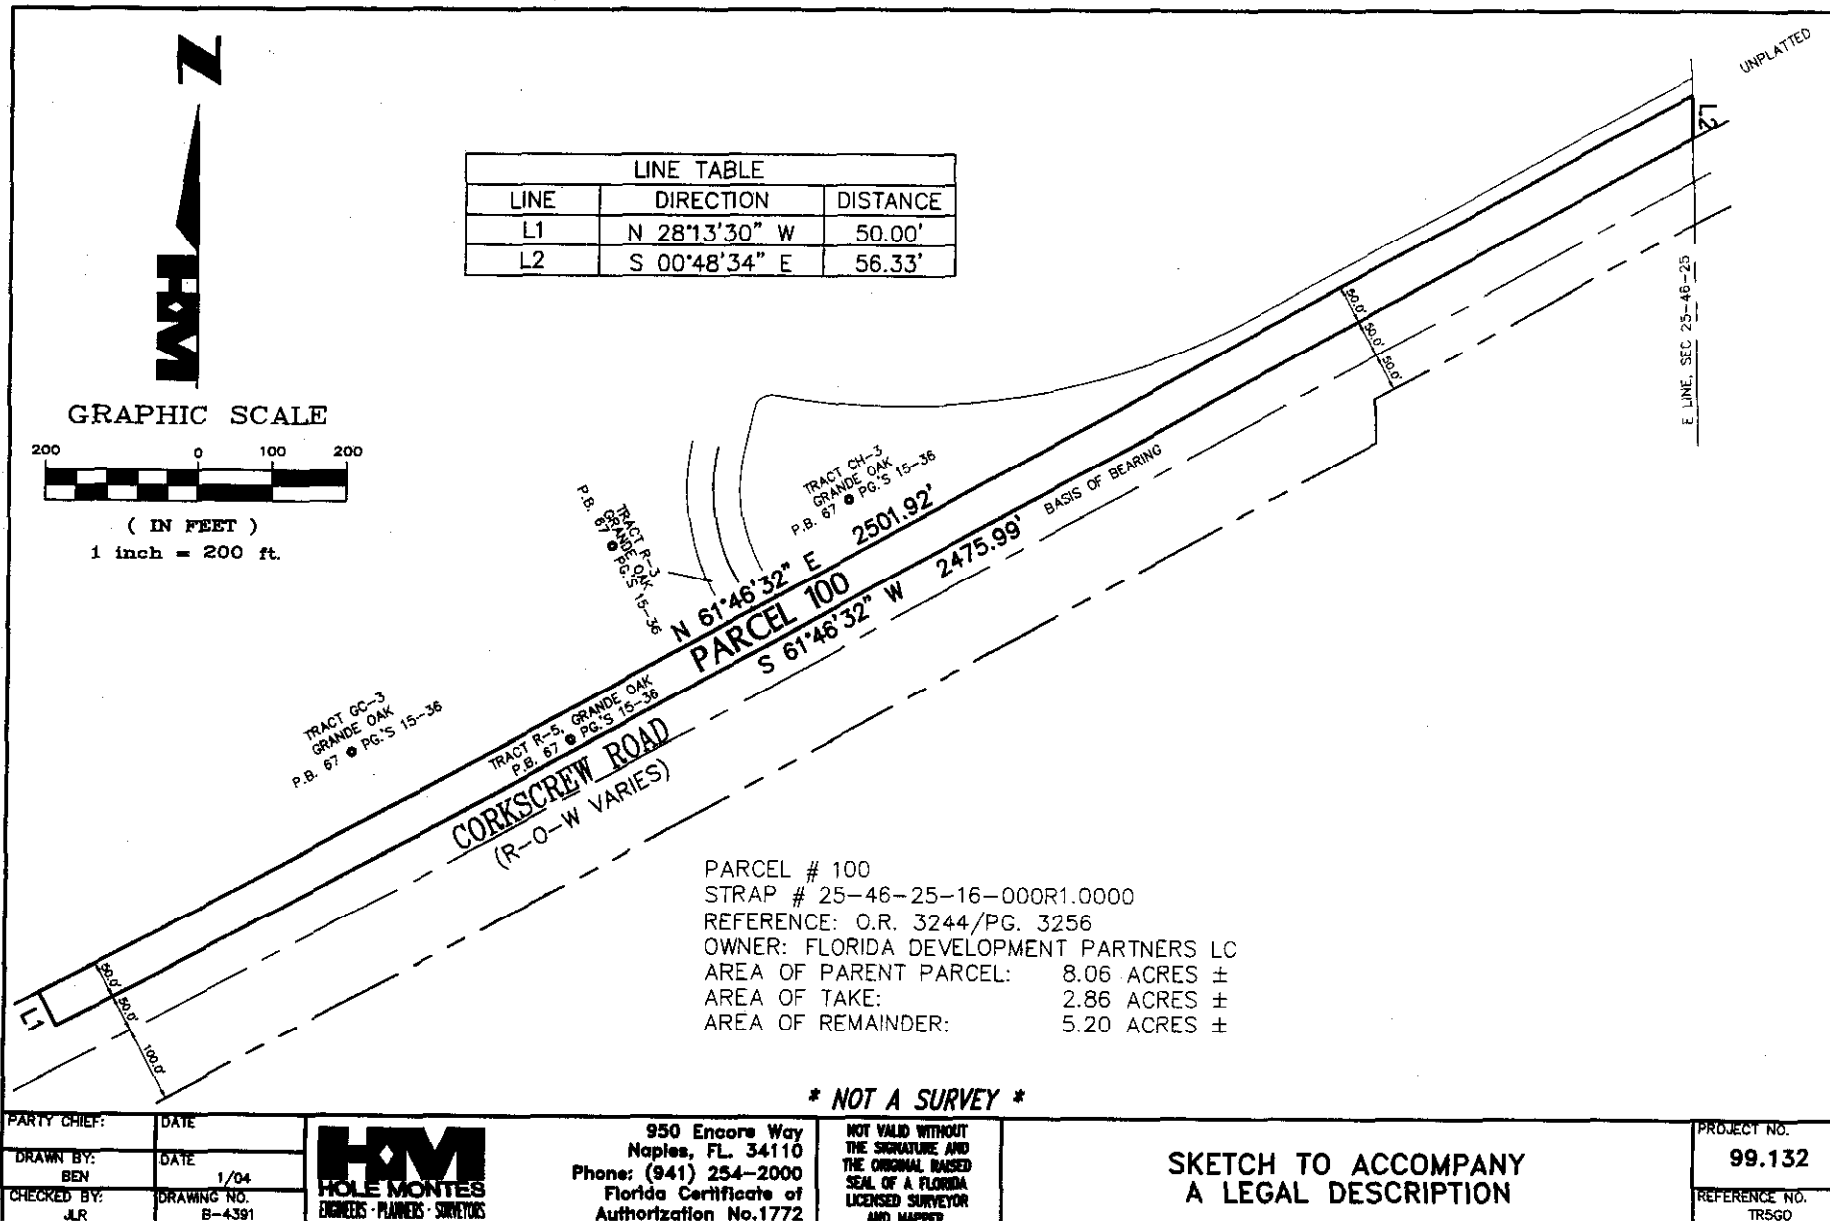 UNPLATTED
N
L2
LINE TABLE
LINE DIRECTION DISTANCE
L1 N 28°13'30" W 50.00'
L2 S 00°48'34" E 56.33'
HM
GRAPHIC SCALE
200 0 100 200
( IN FEET )
1 inch = 200 ft.
E LINE, SEC 25-46-25
50.0' 50.0' 50.0'
TRACT CH-3
GRANDE OAK
P.B. 67 @ PG.'S 15-36
TRACT R-3
GRANDE OAK
P.B. 67 @ PG.'S 15-36
BASIS OF BEARING
N 61°46'32" E 2501.92'
PARCEL 100
S 61°46'32" W 2475.99'
TRACT GC-3
GRANDE OAK
P.B. 67 @ PG.'S 15-36
TRACT R-5, GRANDE OAK
P.B. 67 @ PG.'S 15-36
CORKSCREW ROAD
(R-O-W VARIES)
L1
50.0' 50.0' 100.0'
PARCEL # 100
STRAP # 25-46-25-16-000R1.0000
REFERENCE: O.R. 3244/PG. 3256
OWNER: FLORIDA DEVELOPMENT PARTNERS LC
AREA OF PARENT PARCEL: 8.06 ACRES ±
AREA OF TAKE: 2.86 ACRES ±
AREA OF REMAINDER: 5.20 ACRES ±
* NOT A SURVEY *
PARTY CHIEF: DATE
DRAWN BY: DATE
BEN 1/04
CHECKED BY: DRAWING NO.
JLR B-4391
HM
HOLE MONTES
ENGINEERS · PLANNERS · SURVEYORS
950 Encore Way
Naples, FL. 34110
Phone: (941) 254-2000
Florida Certificate of
Authorization No.1772
NOT VALID WITHOUT
THE SIGNATURE AND
THE ORIGINAL RAISED
SEAL OF A FLORIDA
LICENSED SURVEYOR
AND MAPPER
SKETCH TO ACCOMPANY
A LEGAL DESCRIPTION
PROJECT NO.
99.132
REFERENCE NO.
TR5GO